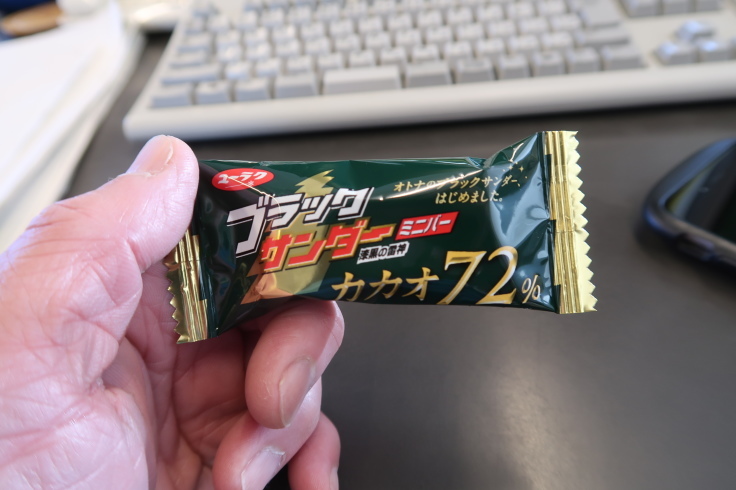 ユーラク
オトナのブラックサンダー、
はじめました。
ブラック
サンダー
ミニバー
漆黒の雷神
カカオ72%